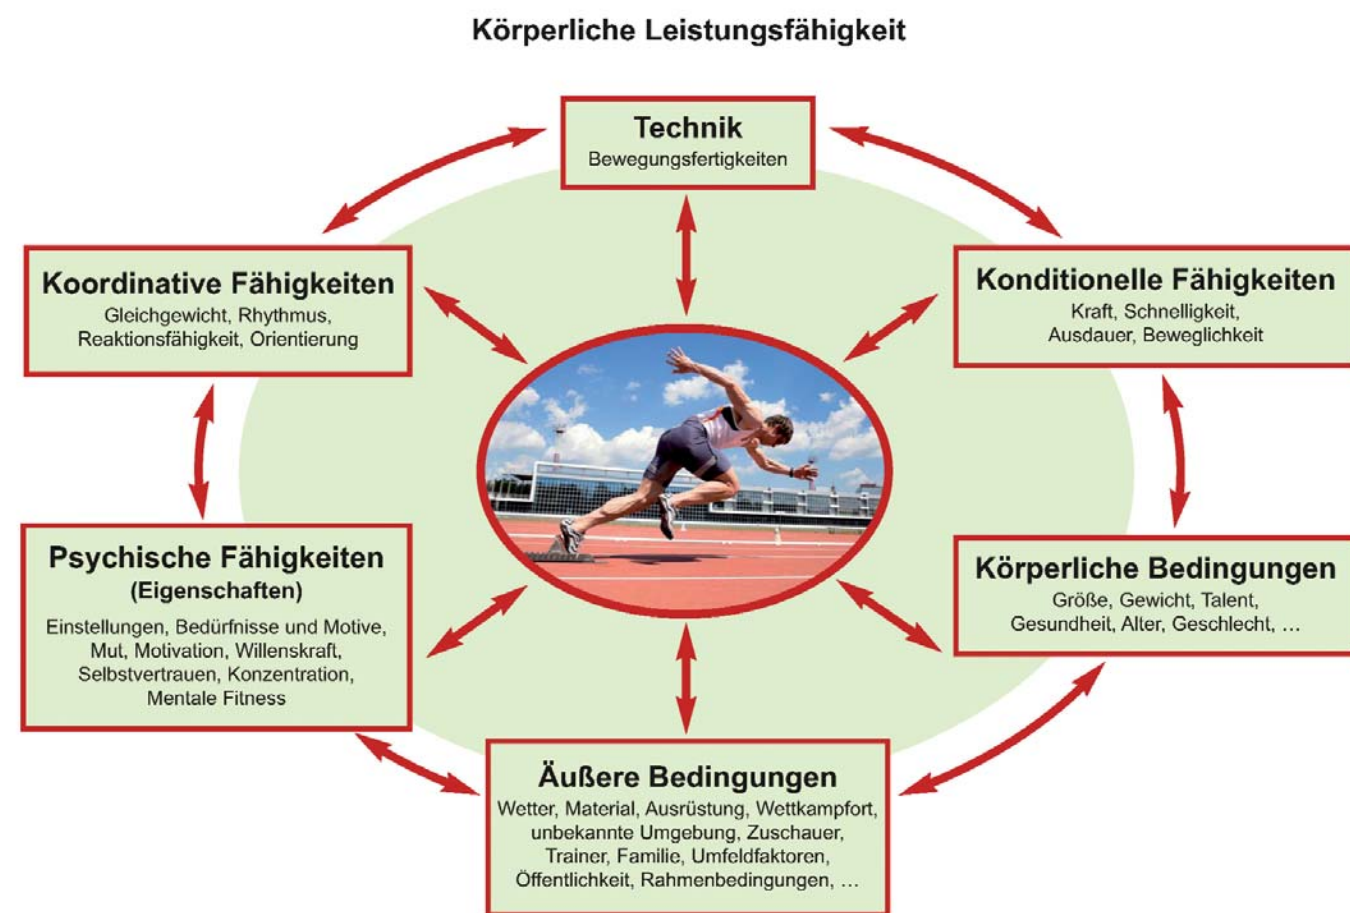 Körperliche Leistungsfähigkeit
Technik
Bewegungsfertigkeiten
Koordinative Fähigkeiten
Gleichgewicht, Rhythmus,
Reaktionsfähigkeit, Orientierung
Konditionelle Fähigkeiten
Kraft, Schnelligkeit,
Ausdauer, Beweglichkeit
Psychische Fähigkeiten
(Eigenschaften)
Einstellungen, Bedürfnisse und Motive,
Mut, Motivation, Willenskraft,
Selbstvertrauen, Konzentration,
Mentale Fitness
Körperliche Bedingungen
Größe, Gewicht, Talent,
Gesundheit, Alter, Geschlecht, …
Äußere Bedingungen
Wetter, Material, Ausrüstung, Wettkampfort,
unbekannte Umgebung, Zuschauer,
Trainer, Familie, Umfeldfaktoren,
Öffentlichkeit, Rahmenbedingungen, …